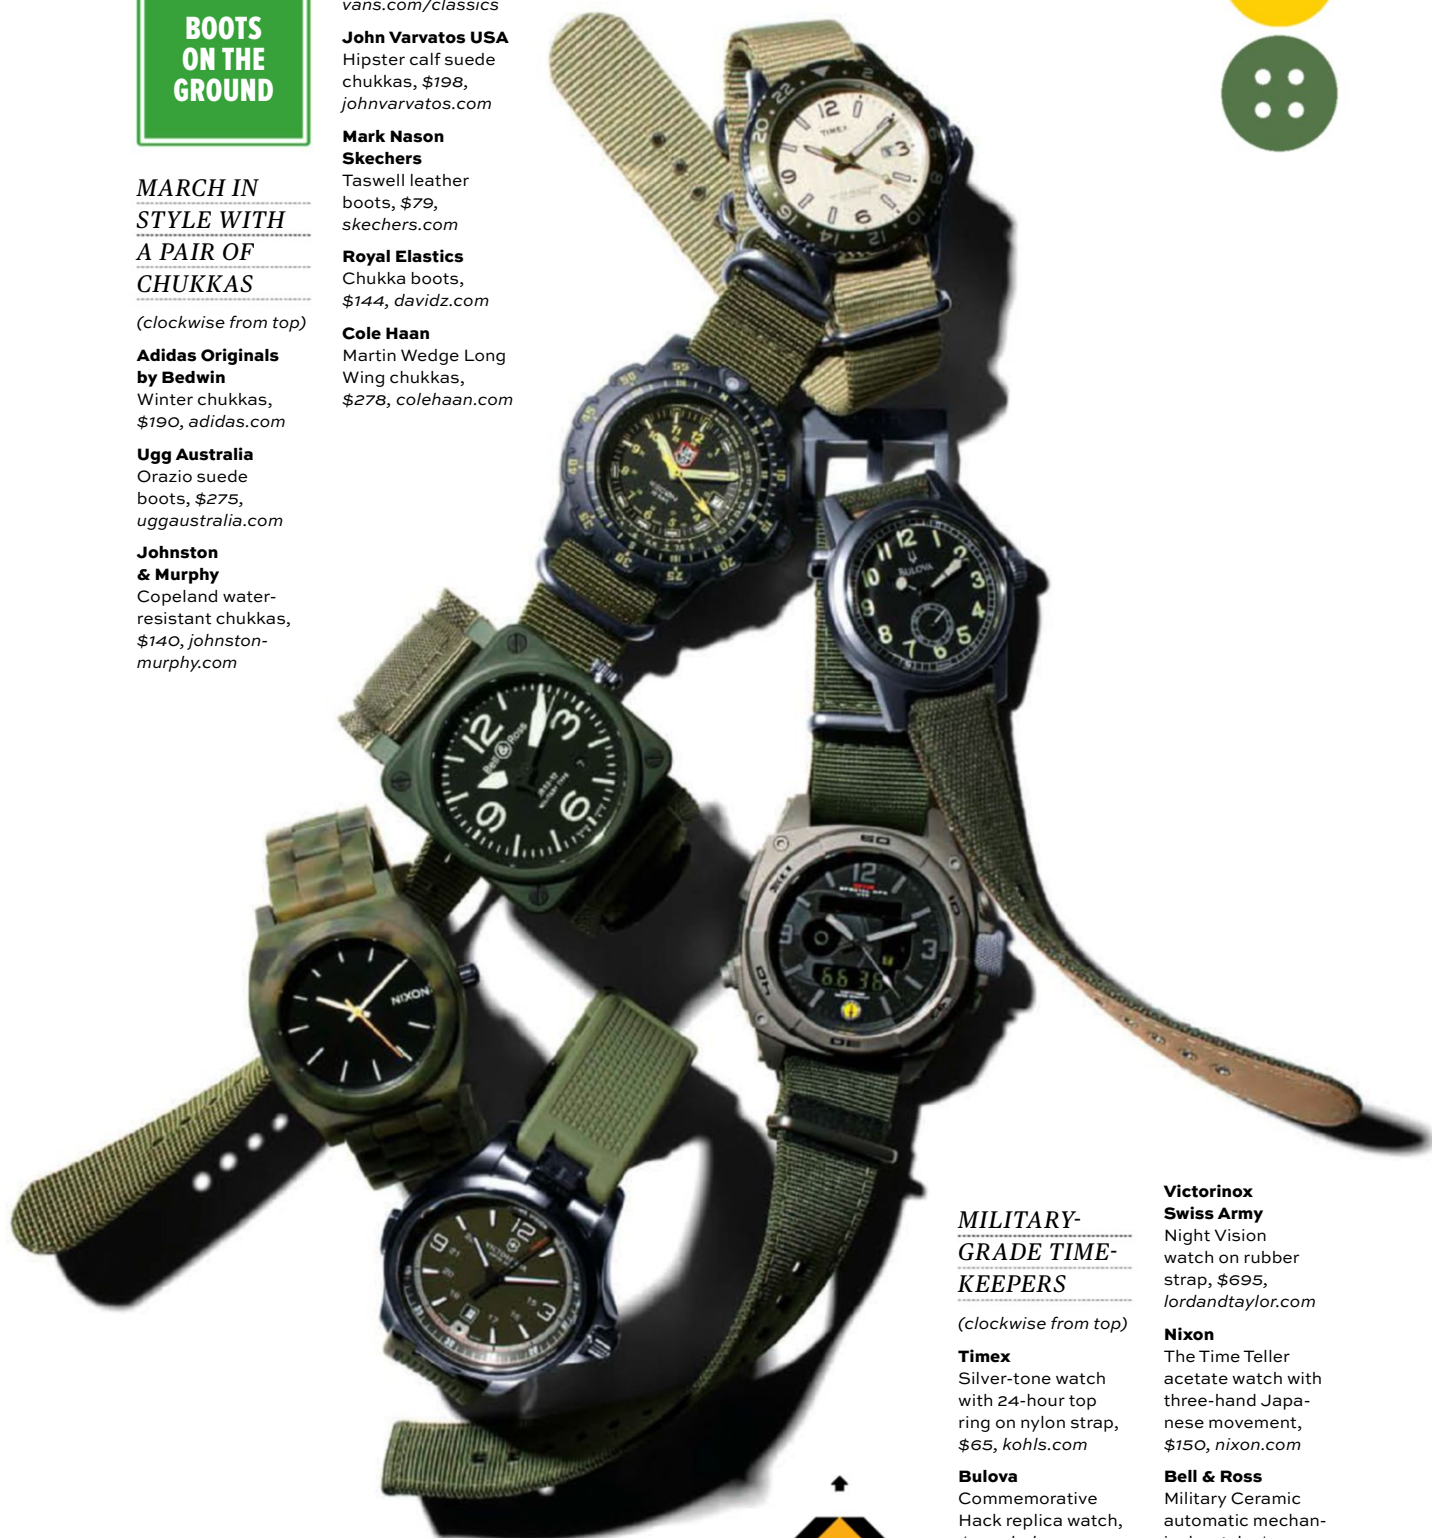 BOOTS
ON THE
GROUND
MARCH IN
STYLE WITH
A PAIR OF
CHUKKAS
(clockwise from top)
Adidas Originals
by Bedwin
Winter chukkas,
$190, adidas.com
Ugg Australia
Orazio suede
boots, $275,
uggaustralia.com
Johnston
& Murphy
Copeland water-
resistant chukkas,
$140, johnston-
murphy.com
vans.com/classics
John Varvatos USA
Hipster calf suede
chukkas, $198,
johnvarvatos.com
Mark Nason
Skechers
Taswell leather
boots, $79,
skechers.com
Royal Elastics
Chukka boots,
$144, davidz.com
Cole Haan
Martin Wedge Long
Wing chukkas,
$278, colehaan.com
TIMEX
BULOVA
Bell & Ross
NIXON
MILITARY-
GRADE TIME-
KEEPERS
(clockwise from top)
Timex
Silver-tone watch
with 24-hour top
ring on nylon strap,
$65, kohls.com
Bulova
Commemorative
Hack replica watch,
Victorinox
Swiss Army
Night Vision
watch on rubber
strap, $695,
lordandtaylor.com
Nixon
The Time Teller
acetate watch with
three-hand Japa-
nese movement,
$150, nixon.com
Bell & Ross
Military Ceramic
automatic mechan-